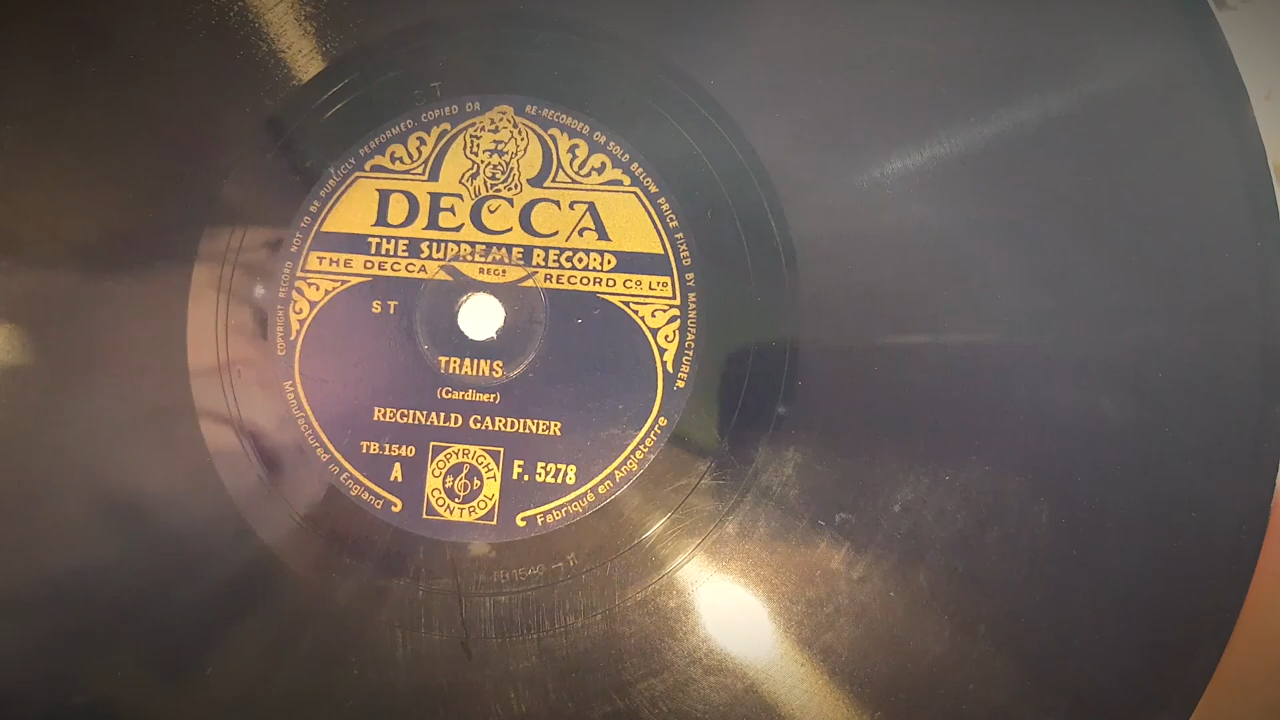 ST
COPYRIGHT RECORD NOT TO BE PUBLICLY PERFORMED, COPIED OR RE-RECORDED, OR SOLD BELOW PRICE FIXED BY MANUFACTURER.
DECCA
THE SUPREME RECORD
THE DECCA REGD RECORD CO LTD
ST
TRAINS
(Gardiner)
REGINALD GARDINER
TB.1540
A
COPYRIGHT CONTROL
F. 5278
Manufactured in England
Fabriqué en Angleterre
TB1540